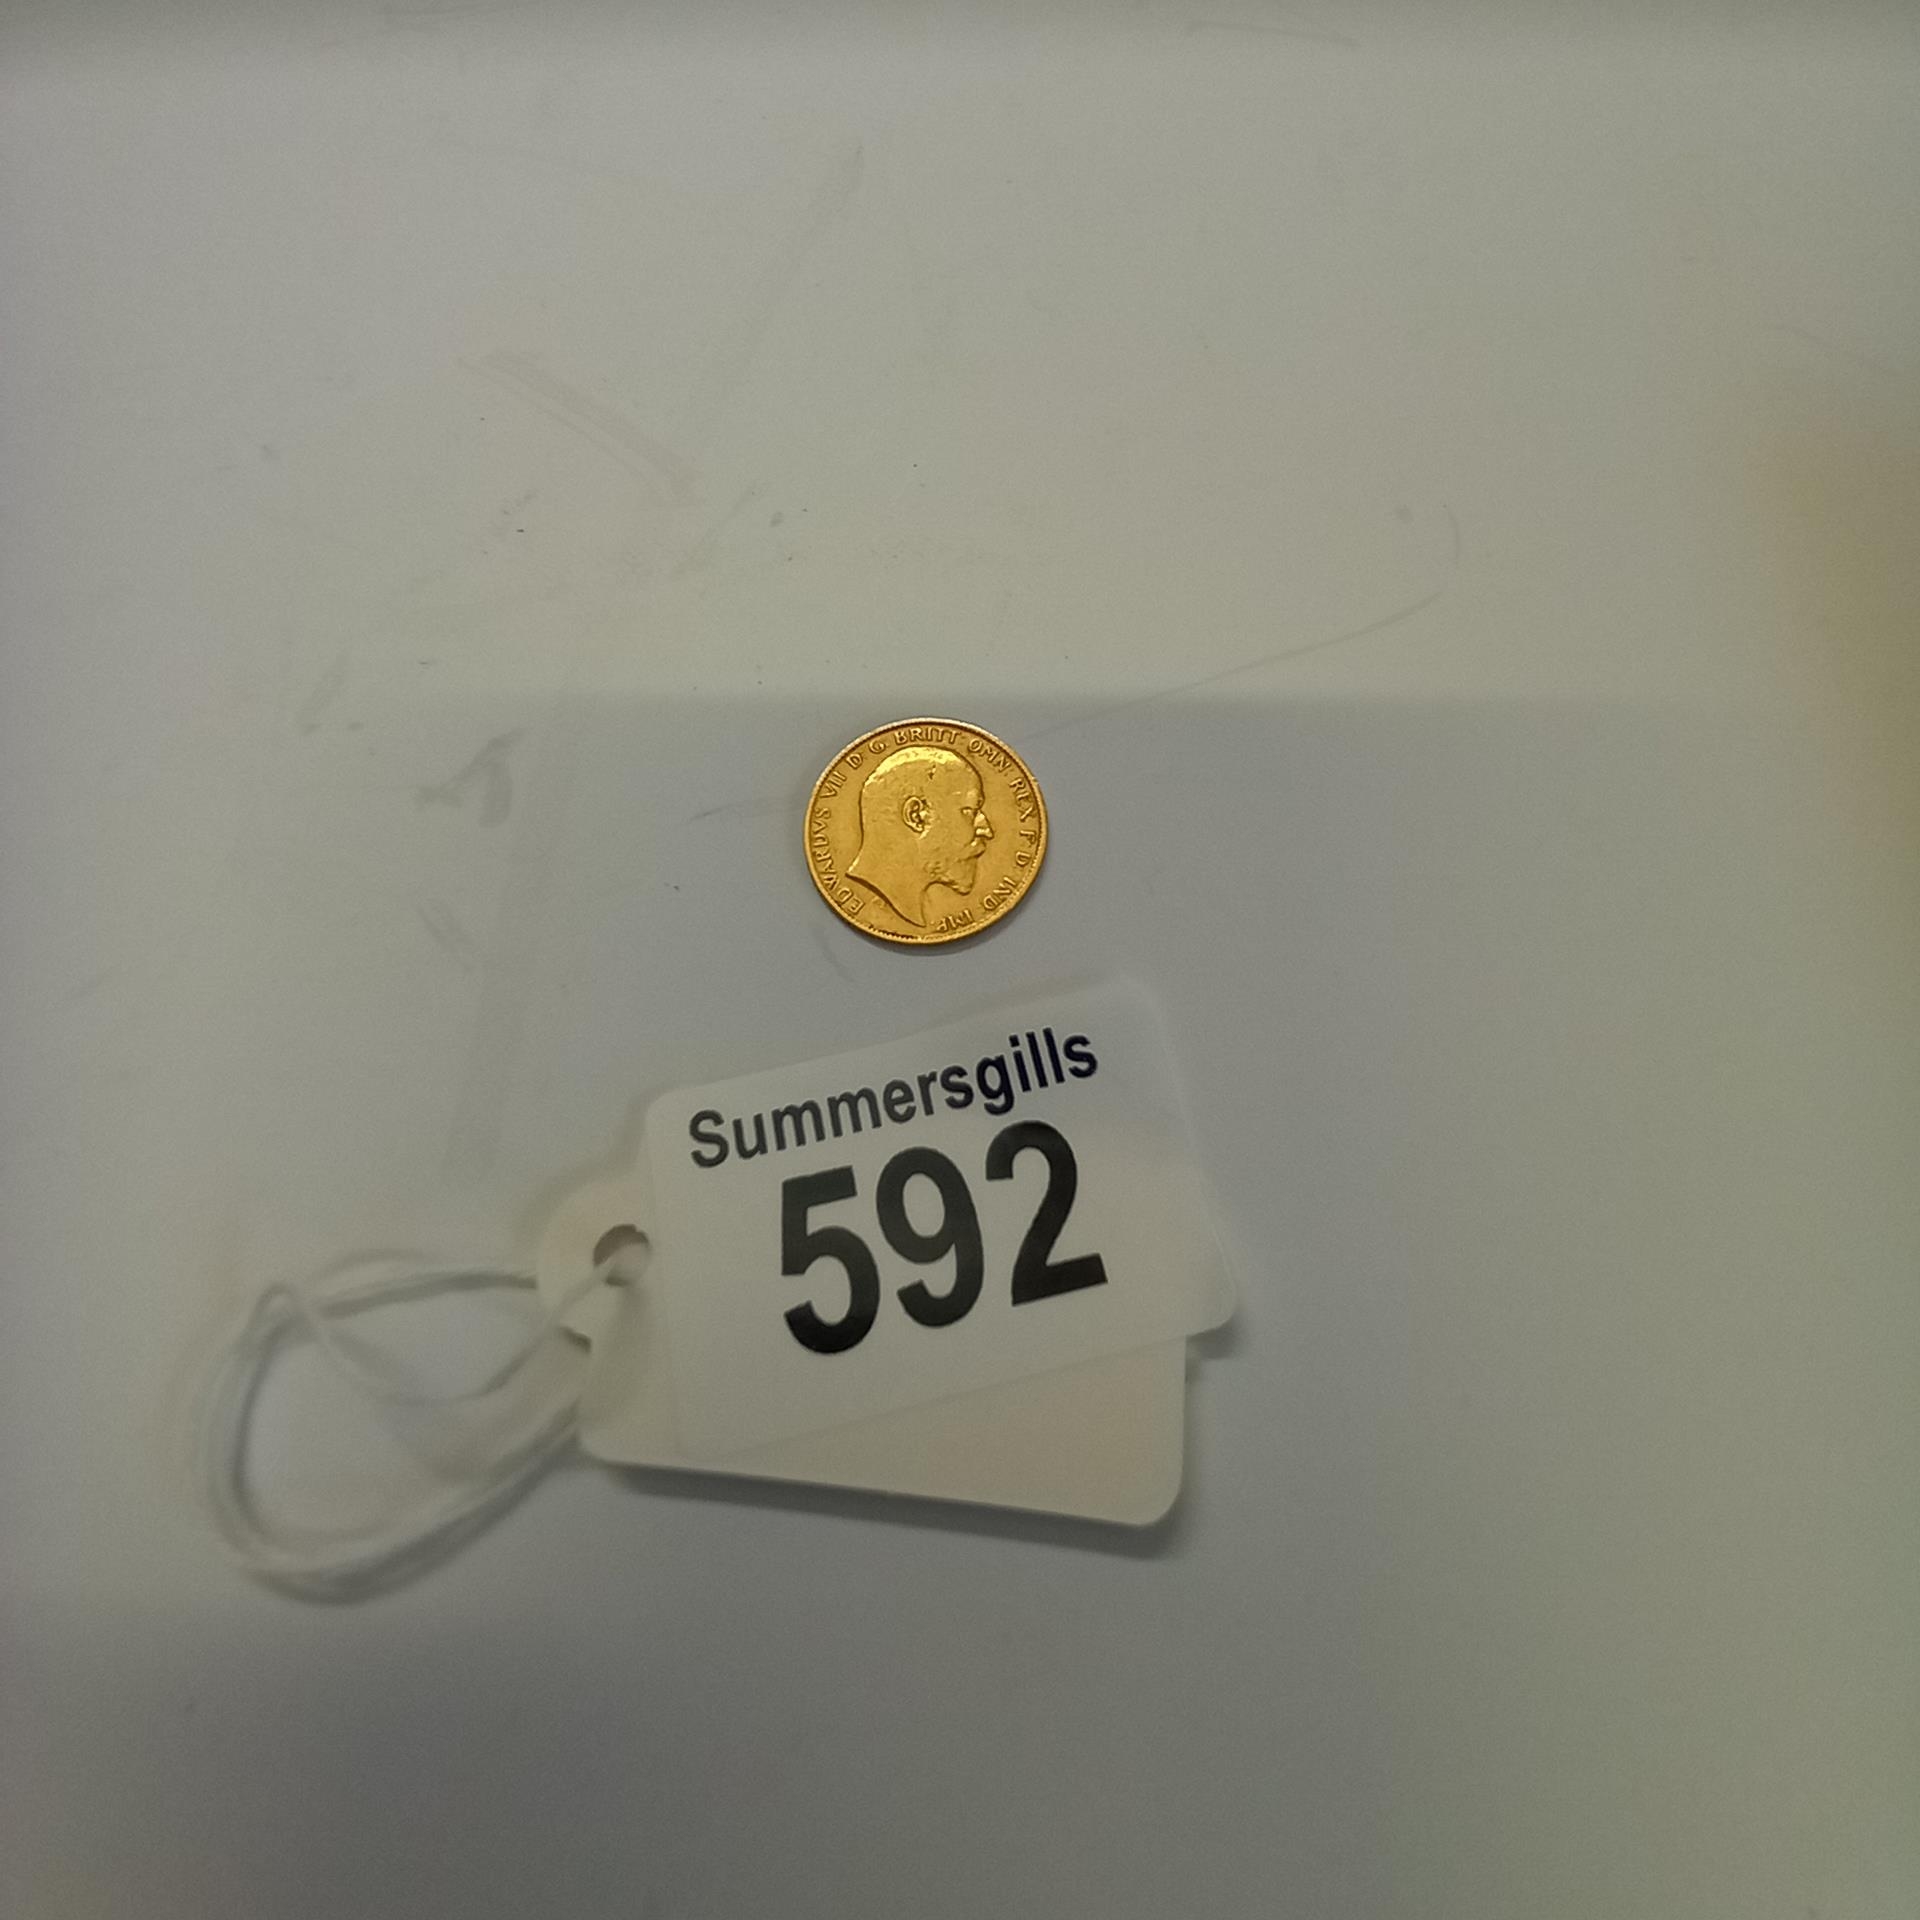 EDWARDVS VII D: G: BRITT: OMN: REX F: D: IND: IMP:
Summersgills
592